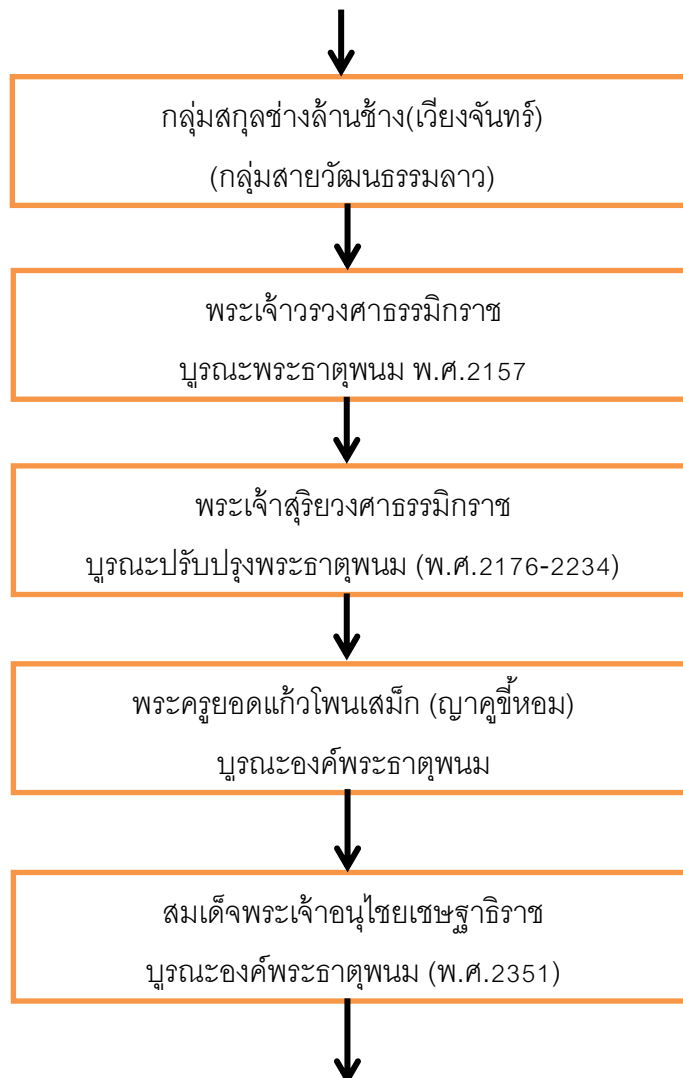 กลุ่มสกุลช่างล้านช้าง(เวียงจันทร์)
(กลุ่มสายวัฒนธรรมลาว)
พระเจ้าวรวงศาธรรมิกราช
บูรณะพระธาตุพนม พ.ศ.2157
พระเจ้าสุริยวงศาธรรมิกราช
บูรณะปรับปรุงพระธาตุพนม (พ.ศ.2176-2234)
พระครูยอดแก้วโพนเสม็ก (ญาคูขี้หอม)
บูรณะองค์พระธาตุพนม
สมเด็จพระเจ้าอนุไชยเชษฐาธิราช
บูรณะองค์พระธาตุพนม (พ.ศ.2351)